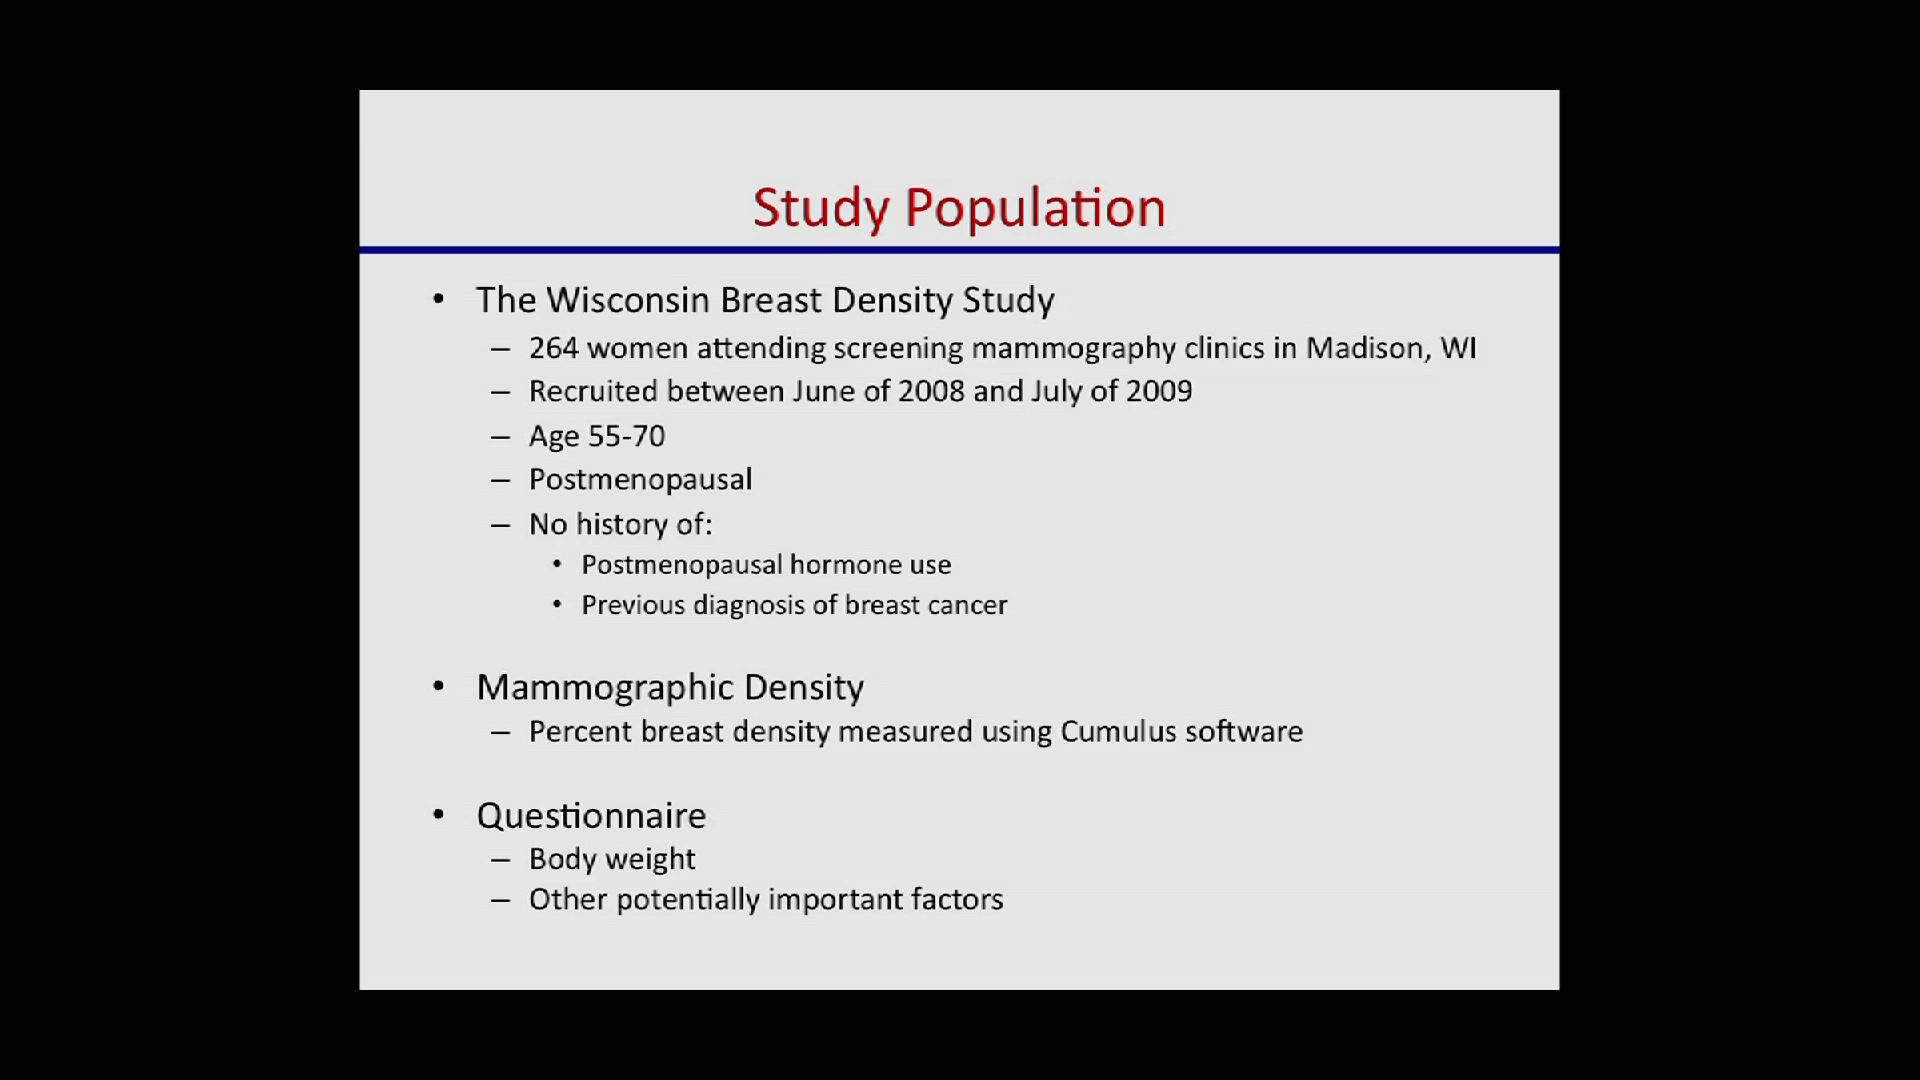 Study Population
• The Wisconsin Breast Density Study
– 264 women attending screening mammography clinics in Madison, WI
– Recruited between June of 2008 and July of 2009
– Age 55-70
– Postmenopausal
– No history of:
• Postmenopausal hormone use
• Previous diagnosis of breast cancer
• Mammographic Density
– Percent breast density measured using Cumulus software
• Questionnaire
– Body weight
– Other potentially important factors